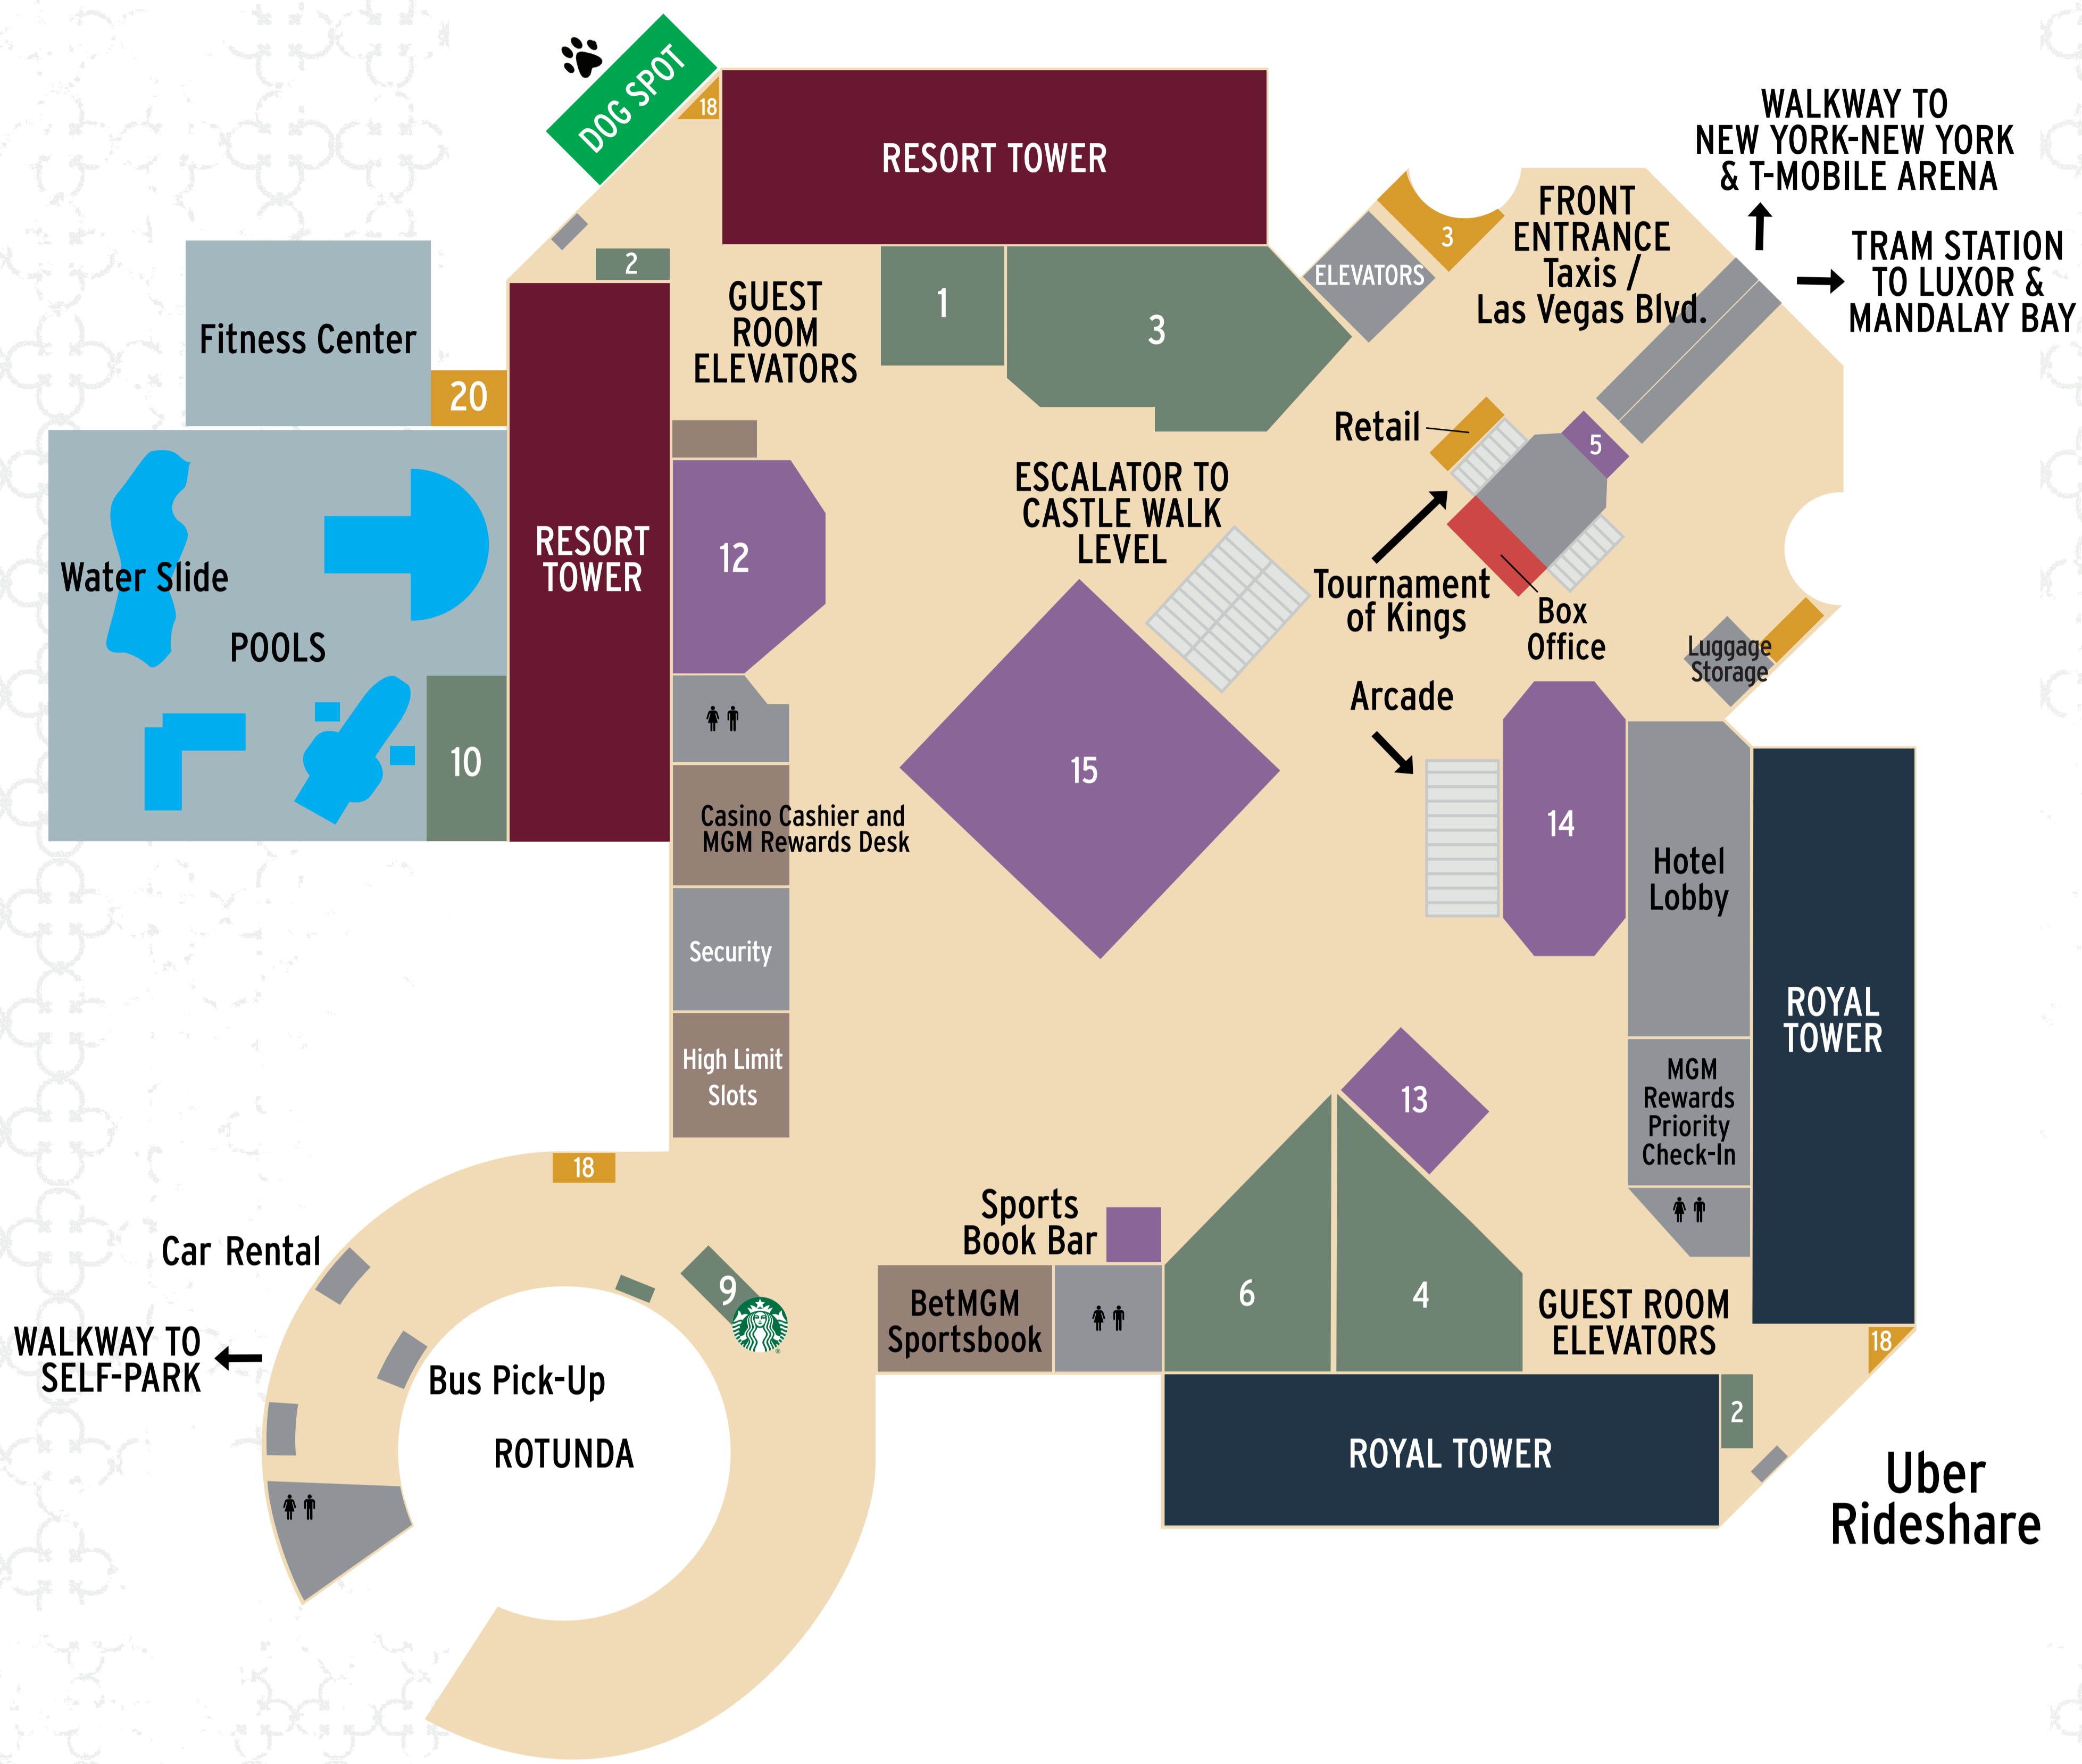 DOG SPOT
18
RESORT TOWER
WALKWAY TO
NEW YORK-NEW YORK
& T-MOBILE ARENA
FRONT
ENTRANCE
Taxis /
Las Vegas Blvd.
3
ELEVATORS
TRAM STATION
TO LUXOR &
MANDALAY BAY
2
GUEST
ROOM
ELEVATORS
1
3
Fitness Center
20
Retail
5
ESCALATOR TO
CASTLE WALK
LEVEL
RESORT
TOWER
12
Water Slide
POOLS
Tournament
of Kings
Box
Office
Luggage
Storage
Arcade
10
15
14
Casino Cashier and
MGM Rewards Desk
Hotel
Lobby
Security
ROYAL
TOWER
High Limit
Slots
13
MGM
Rewards
Priority
Check-In
18
Sports
Book Bar
Car Rental
9
BetMGM
Sportsbook
6
4
GUEST ROOM
ELEVATORS
18
WALKWAY TO
SELF-PARK
Bus Pick-Up
ROTUNDA
ROYAL TOWER
2
Uber
Rideshare